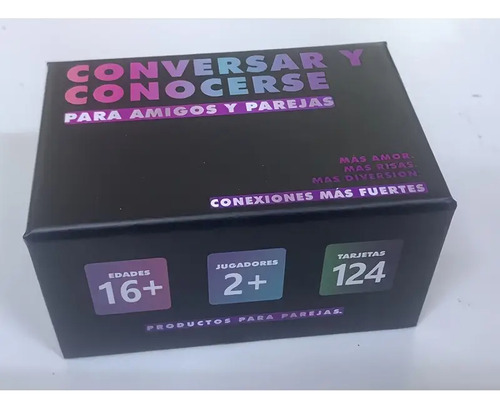 CONVERSAR Y
CONOCERSE
PARA AMIGOS Y PAREJAS
MÁS AMOR.
MÁS RISAS.
MÁS DIVERSIÓN.
CONEXIONES MÁS FUERTES
EDADES
16+
JUGADORES
2+
TARJETAS
124
PRODUCTOS PARA PAREJAS.